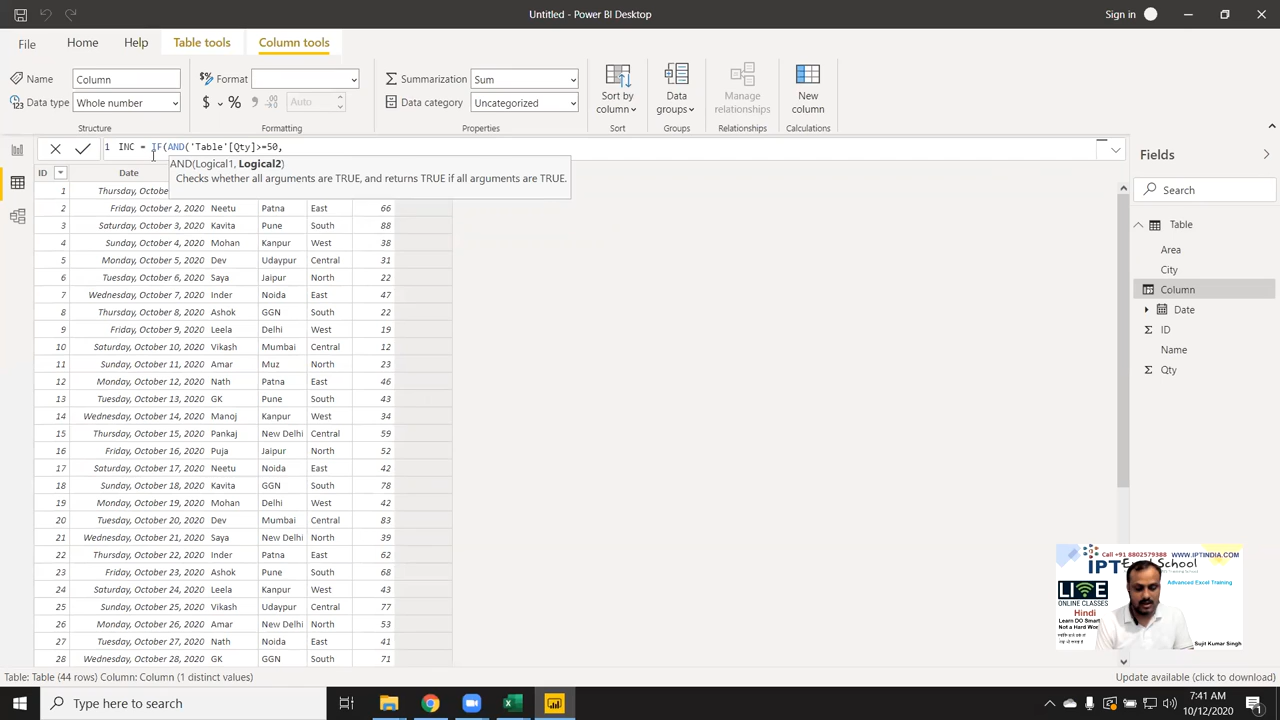 Untitled - Power BI Desktop
Sign in
File
Home
Help
Table tools
Column tools
Name
Column
Format
Summarization
Sum
Data type
Whole number
$ % Auto
Data category
Uncategorized
Sort by column
Data groups
Manage relationships
New column
Structure
Formatting
Properties
Sort
Groups
Relationships
Calculations
1 INC = IF(AND('Table'[Qty]>=50,
AND(Logical1, Logical2)
Checks whether all arguments are TRUE, and returns TRUE if all arguments are TRUE.
ID Date
1 Thursday, Octobe
2 Friday, October 2, 2020 Neetu Patna East 66
3 Saturday, October 3, 2020 Kavita Pune South 88
4 Sunday, October 4, 2020 Mohan Kanpur West 38
5 Monday, October 5, 2020 Dev Udaypur Central 31
6 Tuesday, October 6, 2020 Saya Jaipur North 22
7 Wednesday, October 7, 2020 Inder Noida East 47
8 Thursday, October 8, 2020 Ashok GGN South 22
9 Friday, October 9, 2020 Leela Delhi West 19
10 Saturday, October 10, 2020 Vikash Mumbai Central 12
11 Sunday, October 11, 2020 Amar Muz North 23
12 Monday, October 12, 2020 Nath Patna East 46
13 Tuesday, October 13, 2020 GK Pune South 43
14 Wednesday, October 14, 2020 Manoj Kanpur West 34
15 Thursday, October 15, 2020 Pankaj New Delhi Central 59
16 Friday, October 16, 2020 Puja Jaipur North 52
17 Saturday, October 17, 2020 Neetu Noida East 42
18 Sunday, October 18, 2020 Kavita GGN South 78
19 Monday, October 19, 2020 Mohan Delhi West 42
20 Tuesday, October 20, 2020 Dev Mumbai Central 83
21 Wednesday, October 21, 2020 Saya New Delhi North 39
22 Thursday, October 22, 2020 Inder Patna East 62
23 Friday, October 23, 2020 Ashok Pune South 68
24 Saturday, October 24, 2020 Leela Kanpur West 43
25 Sunday, October 25, 2020 Vikash Udaypur Central 77
26 Monday, October 26, 2020 Amar New Delhi North 53
27 Tuesday, October 27, 2020 Nath Noida East 41
28 Wednesday, October 28, 2020 GK GGN South 71
Fields
Search
Table
Area
City
Column
Date
ID
Name
Qty
Call +91 8802579388 WWW.IPTINDIA.COM
IPT Excel School
Advanced Excel Training
LIVE
ONLINE CLASSES
Hindi
Learn DO Smart
Not a Hard Wor
Sujit Kumar Singh
Table: Table (44 rows) Column: Column (1 distinct values)
Update available (click to download)
Type here to search
7:41 AM
10/12/2020